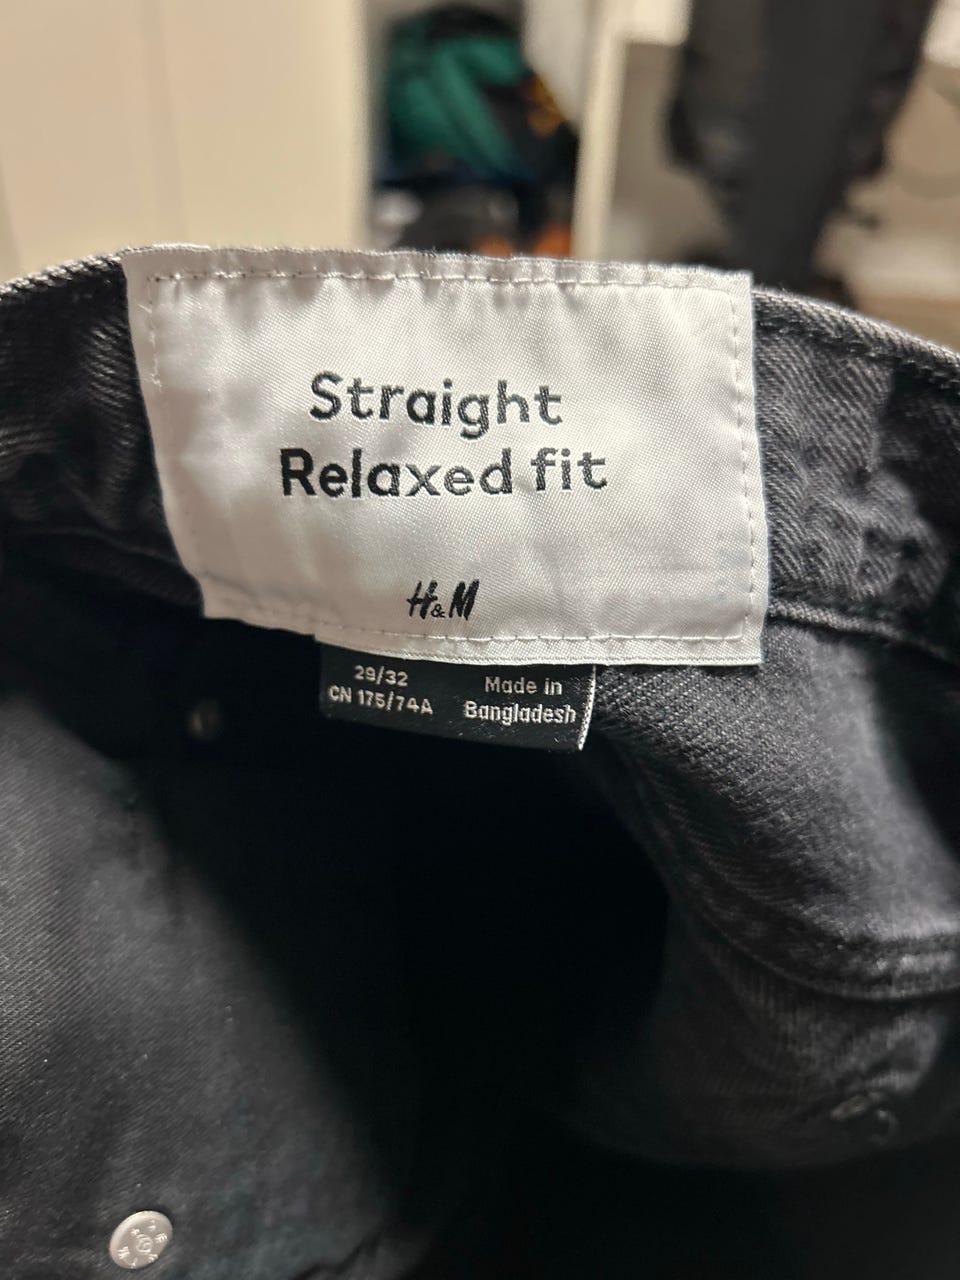 Straight
Relaxed fit
H&M
29/32
CN 175/74A
Made in
Bangladesh